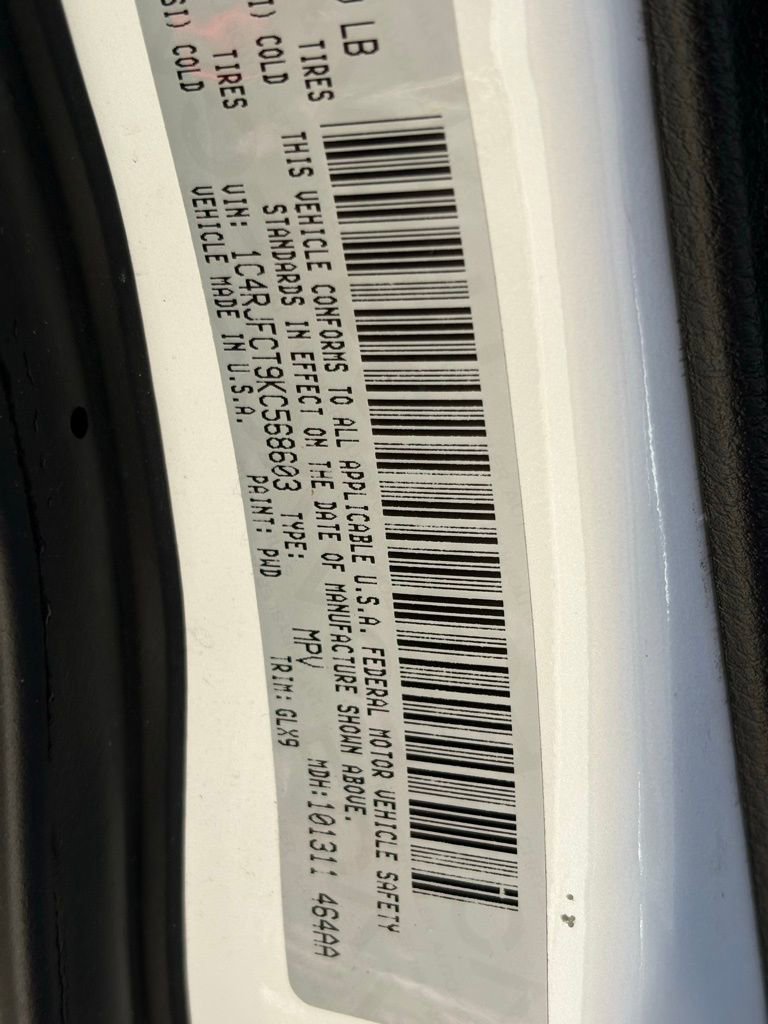 ) LB
TIRES
I) COLD
TIRES
SI) COLD
THIS VEHICLE CONFORMS TO ALL APPLICABLE U.S.A. FEDERAL MOTOR VEHICLE SAFETY
STANDARDS IN EFFECT ON THE DATE OF MANUFACTURE SHOWN ABOVE.
VIN: 1C4RJFCT9KC568603 TYPE: MPV MDH:101311 464AA
VEHICLE MADE IN U.S.A. PAINT: PWD TRIM: GLX9